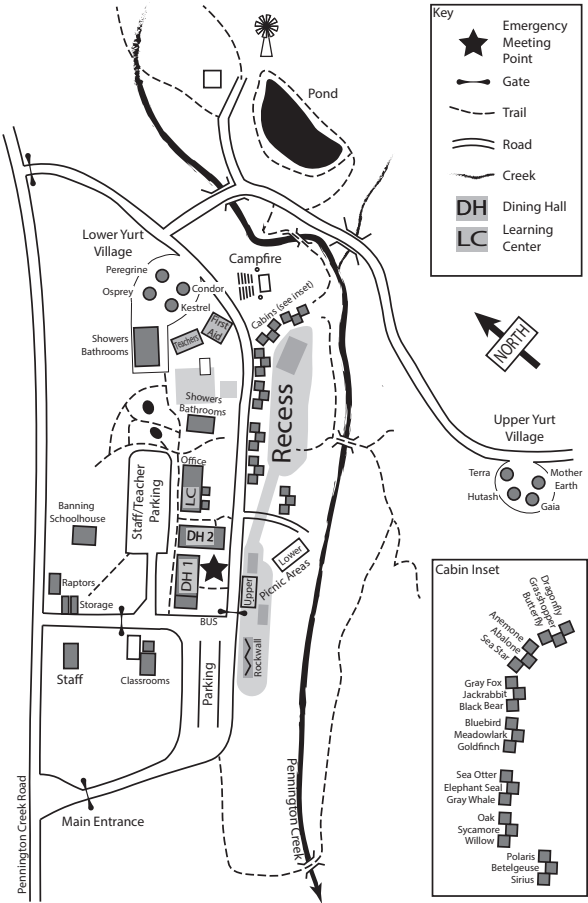 Key
Emergency
Meeting
Point
Gate
Trail
Road
Creek
DH Dining Hall
LC Learning
Center
Pond
Lower Yurt
Village
Peregrine
Osprey
Condor
Kestrel
Campfire
Cabins (see inset)
First
Aid
Teachers
Showers
Bathrooms
NORTH
Showers
Bathrooms
Recess
Upper Yurt
Village
Terra
Mother
Earth
Hutash
Gaia
Office
LC
Staff/Teacher
Parking
Banning
Schoolhouse
DH 2
DH 1
Lower
Upper
Picnic Areas
Raptors
Storage
BUS
Rockwall
Staff
Classrooms
Parking
Pennington Creek
Main Entrance
Pennington Creek Road
Cabin Inset
Dragonfly
Grasshopper
Butterfly
Anemone
Abalone
Sea Star
Gray Fox
Jackrabbit
Black Bear
Bluebird
Meadowlark
Goldfinch
Sea Otter
Elephant Seal
Gray Whale
Oak
Sycamore
Willow
Polaris
Betelgeuse
Sirius